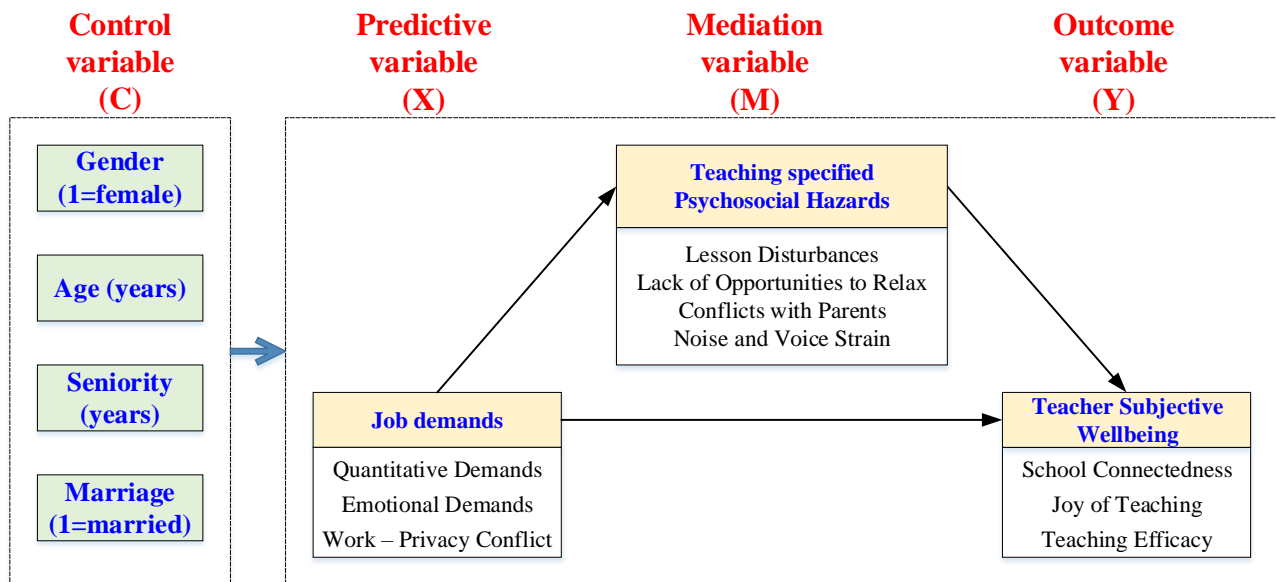 Control
variable
(C)
Predictive
variable
(X)
Mediation
variable
(M)
Outcome
variable
(Y)
Gender
(1=female)
Age (years)
Seniority
(years)
Marriage
(1=married)
Teaching specified
Psychosocial Hazards
Lesson Disturbances
Lack of Opportunities to Relax
Conflicts with Parents
Noise and Voice Strain
Job demands
Quantitative Demands
Emotional Demands
Work – Privacy Conflict
Teacher Subjective
Wellbeing
School Connectedness
Joy of Teaching
Teaching Efficacy